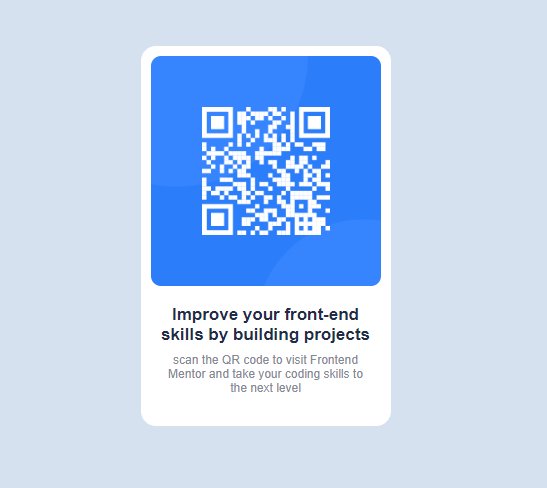 Improve your front-end
skills by building projects
scan the QR code to visit Frontend
Mentor and take your coding skills to
the next level